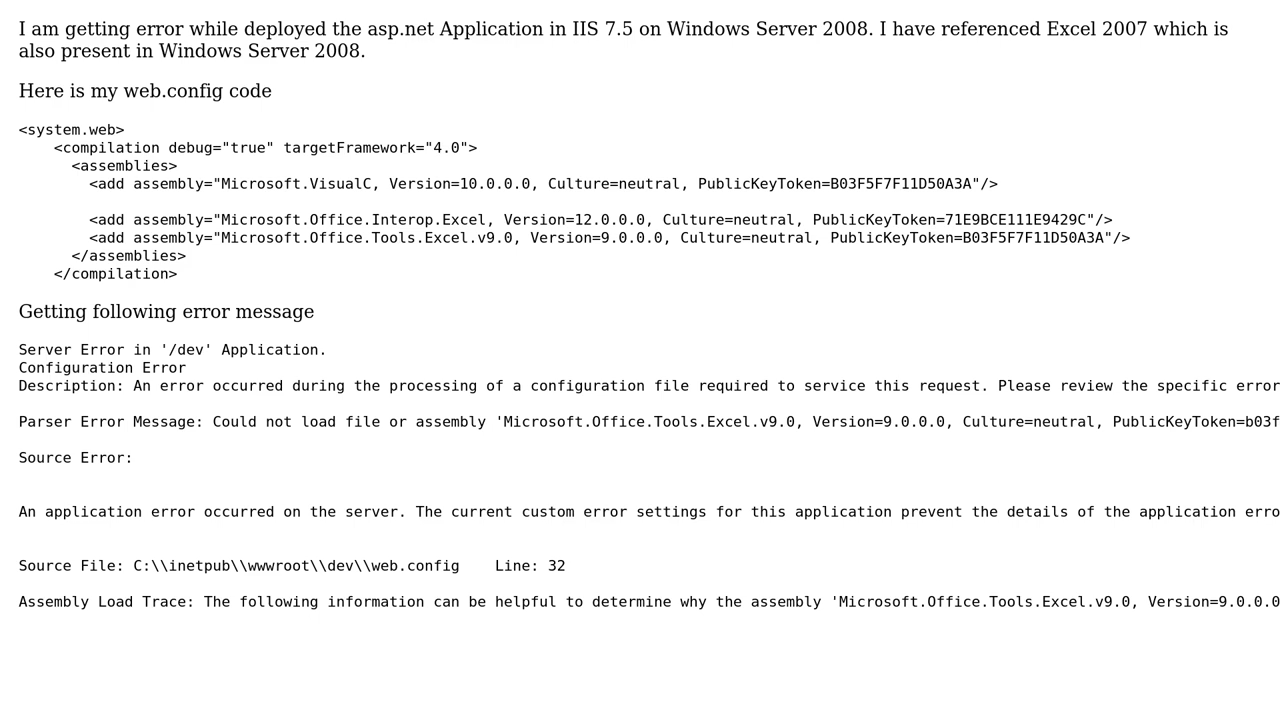 I am getting error while deployed the asp.net Application in IIS 7.5 on Windows Server 2008. I have referenced Excel 2007 which is
also present in Windows Server 2008.
Here is my web.config code
<system.web>
    <compilation debug="true" targetFramework="4.0">
      <assemblies>
        <add assembly="Microsoft.VisualC, Version=10.0.0.0, Culture=neutral, PublicKeyToken=B03F5F7F11D50A3A"/>
        <add assembly="Microsoft.Office.Interop.Excel, Version=12.0.0.0, Culture=neutral, PublicKeyToken=71E9BCE111E9429C"/>
        <add assembly="Microsoft.Office.Tools.Excel.v9.0, Version=9.0.0.0, Culture=neutral, PublicKeyToken=B03F5F7F11D50A3A"/>
      </assemblies>
    </compilation>
Getting following error message
Server Error in '/dev' Application.
Configuration Error
Description: An error occurred during the processing of a configuration file required to service this request. Please review the specific error
Parser Error Message: Could not load file or assembly 'Microsoft.Office.Tools.Excel.v9.0, Version=9.0.0.0, Culture=neutral, PublicKeyToken=b03f
Source Error:
An application error occurred on the server. The current custom error settings for this application prevent the details of the application erro
Source File: C:\\inetpub\\wwwroot\\dev\\web.config    Line: 32
Assembly Load Trace: The following information can be helpful to determine why the assembly 'Microsoft.Office.Tools.Excel.v9.0, Version=9.0.0.0